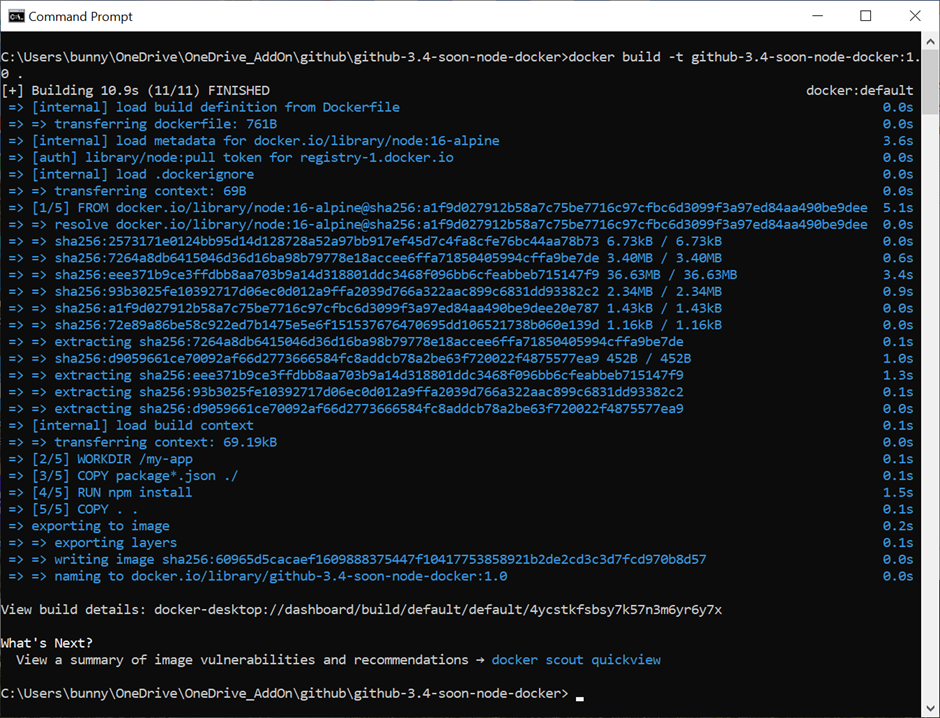 Command Prompt
C:\Users\bunny\OneDrive\OneDrive_AddOn\github\github-3.4-soon-node-docker>docker build -t github-3.4-soon-node-docker:1.
0 .
[+] Building 10.9s (11/11) FINISHED docker:default
=> [internal] load build definition from Dockerfile 0.0s
=> => transferring dockerfile: 761B 0.0s
=> [internal] load metadata for docker.io/library/node:16-alpine 3.6s
=> [auth] library/node:pull token for registry-1.docker.io 0.0s
=> [internal] load .dockerignore 0.0s
=> => transferring context: 69B 0.0s
=> [1/5] FROM docker.io/library/node:16-alpine@sha256:a1f9d027912b58a7c75be7716c97cfbc6d3099f3a97ed84aa490be9dee 5.1s
=> => resolve docker.io/library/node:16-alpine@sha256:a1f9d027912b58a7c75be7716c97cfbc6d3099f3a97ed84aa490be9dee 0.0s
=> => sha256:2573171e0124bb95d14d128728a52a97bb917ef45d7c4fa8cfe76bc44aa78b73 6.73kB / 6.73kB 0.0s
=> => sha256:7264a8db6415046d36d16ba98b79778e18accee6ffa71850405994cffa9be7de 3.40MB / 3.40MB 0.6s
=> => sha256:eee371b9ce3ffdbb8aa703b9a14d318801ddc3468f096bb6cfeabbeb715147f9 36.63MB / 36.63MB 3.4s
=> => sha256:93b3025fe10392717d06ec0d012a9ffa2039d766a322aac899c6831dd93382c2 2.34MB / 2.34MB 0.9s
=> => sha256:a1f9d027912b58a7c75be7716c97cfbc6d3099f3a97ed84aa490be9dee20e787 1.43kB / 1.43kB 0.0s
=> => sha256:72e89a86be58c922ed7b1475e5e6f151537676470695dd106521738b060e139d 1.16kB / 1.16kB 0.0s
=> => extracting sha256:7264a8db6415046d36d16ba98b79778e18accee6ffa71850405994cffa9be7de 0.1s
=> => sha256:d9059661ce70092af66d2773666584fc8addcb78a2be63f720022f4875577ea9 452B / 452B 1.0s
=> => extracting sha256:eee371b9ce3ffdbb8aa703b9a14d318801ddc3468f096bb6cfeabbeb715147f9 1.3s
=> => extracting sha256:93b3025fe10392717d06ec0d012a9ffa2039d766a322aac899c6831dd93382c2 0.1s
=> => extracting sha256:d9059661ce70092af66d2773666584fc8addcb78a2be63f720022f4875577ea9 0.0s
=> [internal] load build context 0.1s
=> => transferring context: 69.19kB 0.0s
=> [2/5] WORKDIR /my-app 0.1s
=> [3/5] COPY package*.json ./ 0.1s
=> [4/5] RUN npm install 1.5s
=> [5/5] COPY . . 0.1s
=> exporting to image 0.2s
=> => exporting layers 0.1s
=> => writing image sha256:60965d5cacaef1609888375447f10417753858921b2de2cd3c3d7fcd970b8d57 0.0s
=> => naming to docker.io/library/github-3.4-soon-node-docker:1.0 0.0s
View build details: docker-desktop://dashboard/build/default/default/4ycstkfsbsy7k57n3m6yr6y7x
What's Next?
View a summary of image vulnerabilities and recommendations → docker scout quickview
C:\Users\bunny\OneDrive\OneDrive_AddOn\github\github-3.4-soon-node-docker>